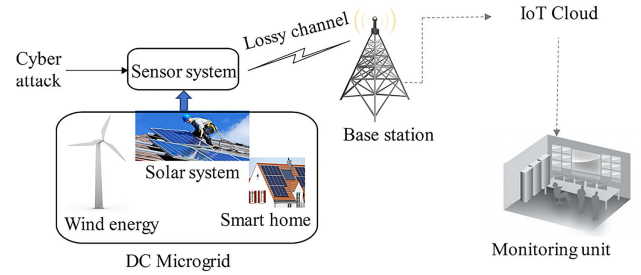 IoT Cloud
Lossy channel
Cyber
attack
Sensor system
Base station
Solar system
Wind energy
Smart home
Monitoring unit
DC Microgrid